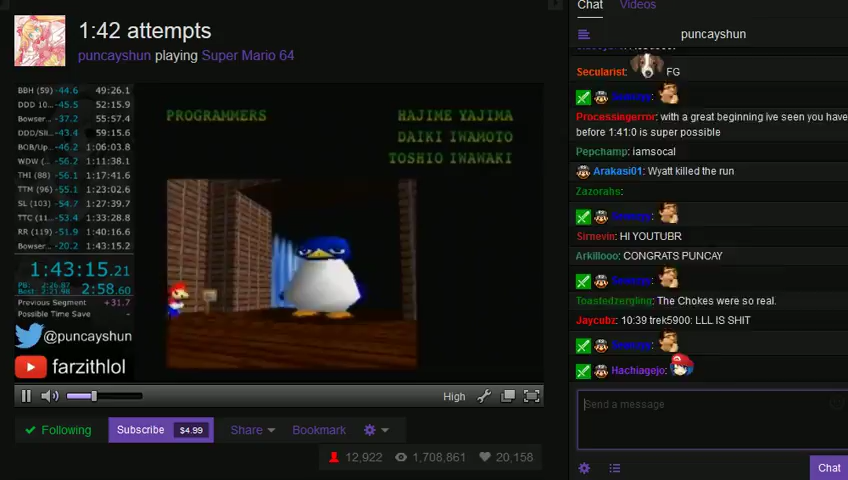 1:42 attempts
puncayshun playing Super Mario 64
BBH (59) -44.6 49:26.1
DDD 10... -45.5 52:15.9
Bowser... -37.2 55:57.4
DDD/Sli... -43.4 59:15.6
BOB/Up... -46.2 1:06:03.8
WDW (... -56.2 1:11:38.1
THI (88) -55.1 1:17:41.6
TTM (96) -55.1 1:23:02.6
SL (103) -54.7 1:27:39.7
TTC (11... -53.4 1:33:28.8
RR (119) -51.9 1:40:16.6
Bowser... -20.2 1:43:15.2
1:43:15.21
PB: 2:26.87
Best: 2:21.98 2:58.60
Previous Segment +31.7
Possible Time Save -
@puncayshun
farzithlol
PROGRAMMERS HAJIME YAJIMA
DAIKI IWAMOTO
TOSHIO IWAWAKI
High
Following
Subscribe $4.99
Share
Bookmark
12,922 1,708,861 20,158
Chat Videos
puncayshun
Secularist: FG
Processingerror: with a great beginning ive seen you have
before 1:41:0 is super possible
Pepchamp: iamsocal
Arakasi01: Wyatt killed the run
Zazorahs:
Sirnevin: HI YOUTUBR
Arkillooo: CONGRATS PUNCAY
Toastedzergling: The Chokes were so real.
Jaycubz: 10:39 trek5900: LLL IS SHIT
Hachiagejo:
Send a message
Chat